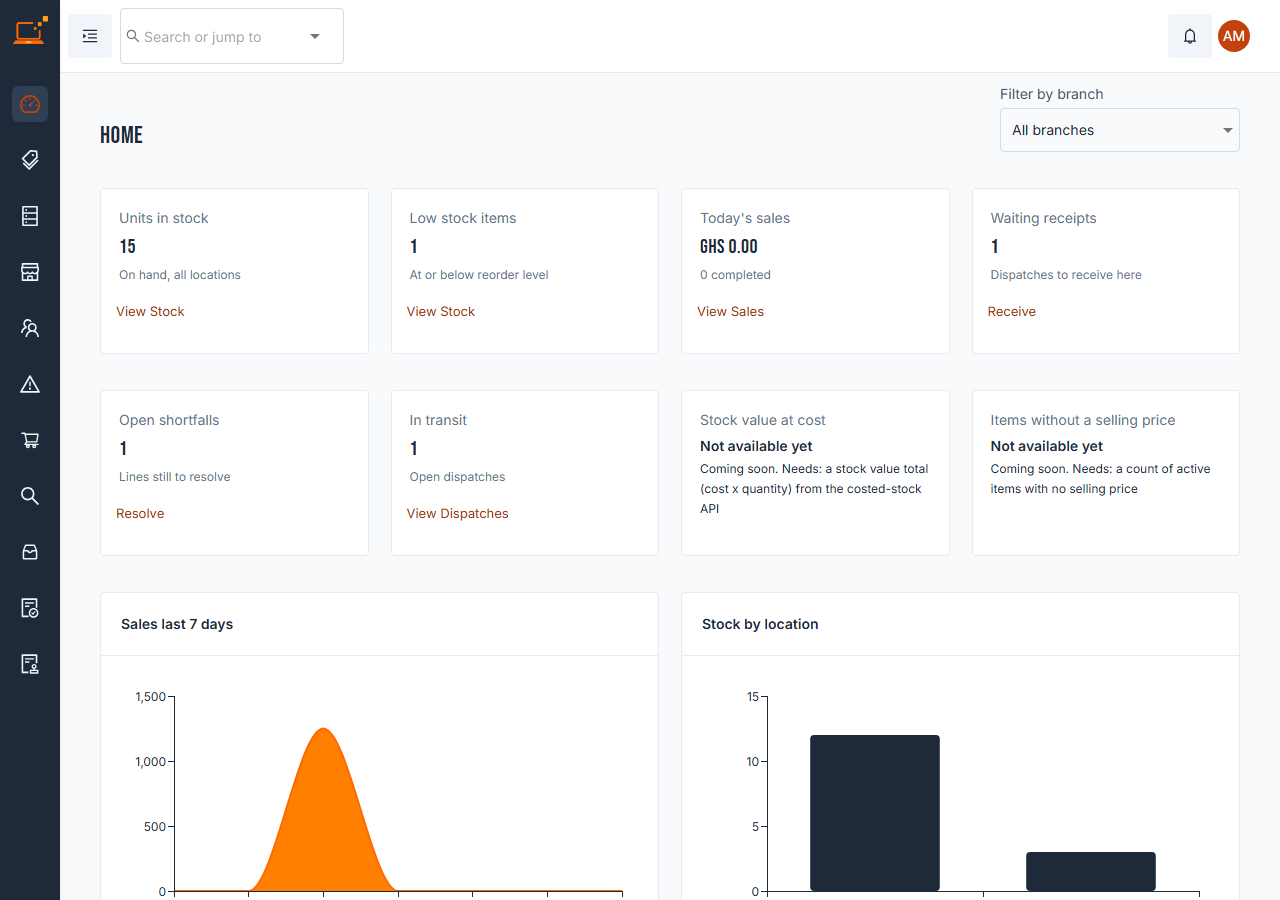 Search or jump to
AM
Filter by branch
HOME
All branches
Units in stock
15
On hand, all locations
View Stock
Low stock items
1
At or below reorder level
View Stock
Today's sales
GHS 0.00
0 completed
View Sales
Waiting receipts
1
Dispatches to receive here
Receive
Open shortfalls
1
Lines still to resolve
Resolve
In transit
1
Open dispatches
View Dispatches
Stock value at cost
Not available yet
Coming soon. Needs: a stock value total
(cost x quantity) from the costed-stock
API
Items without a selling price
Not available yet
Coming soon. Needs: a count of active
items with no selling price
Sales last 7 days
1,500
1,000
500
0
Stock by location
15
10
5
0